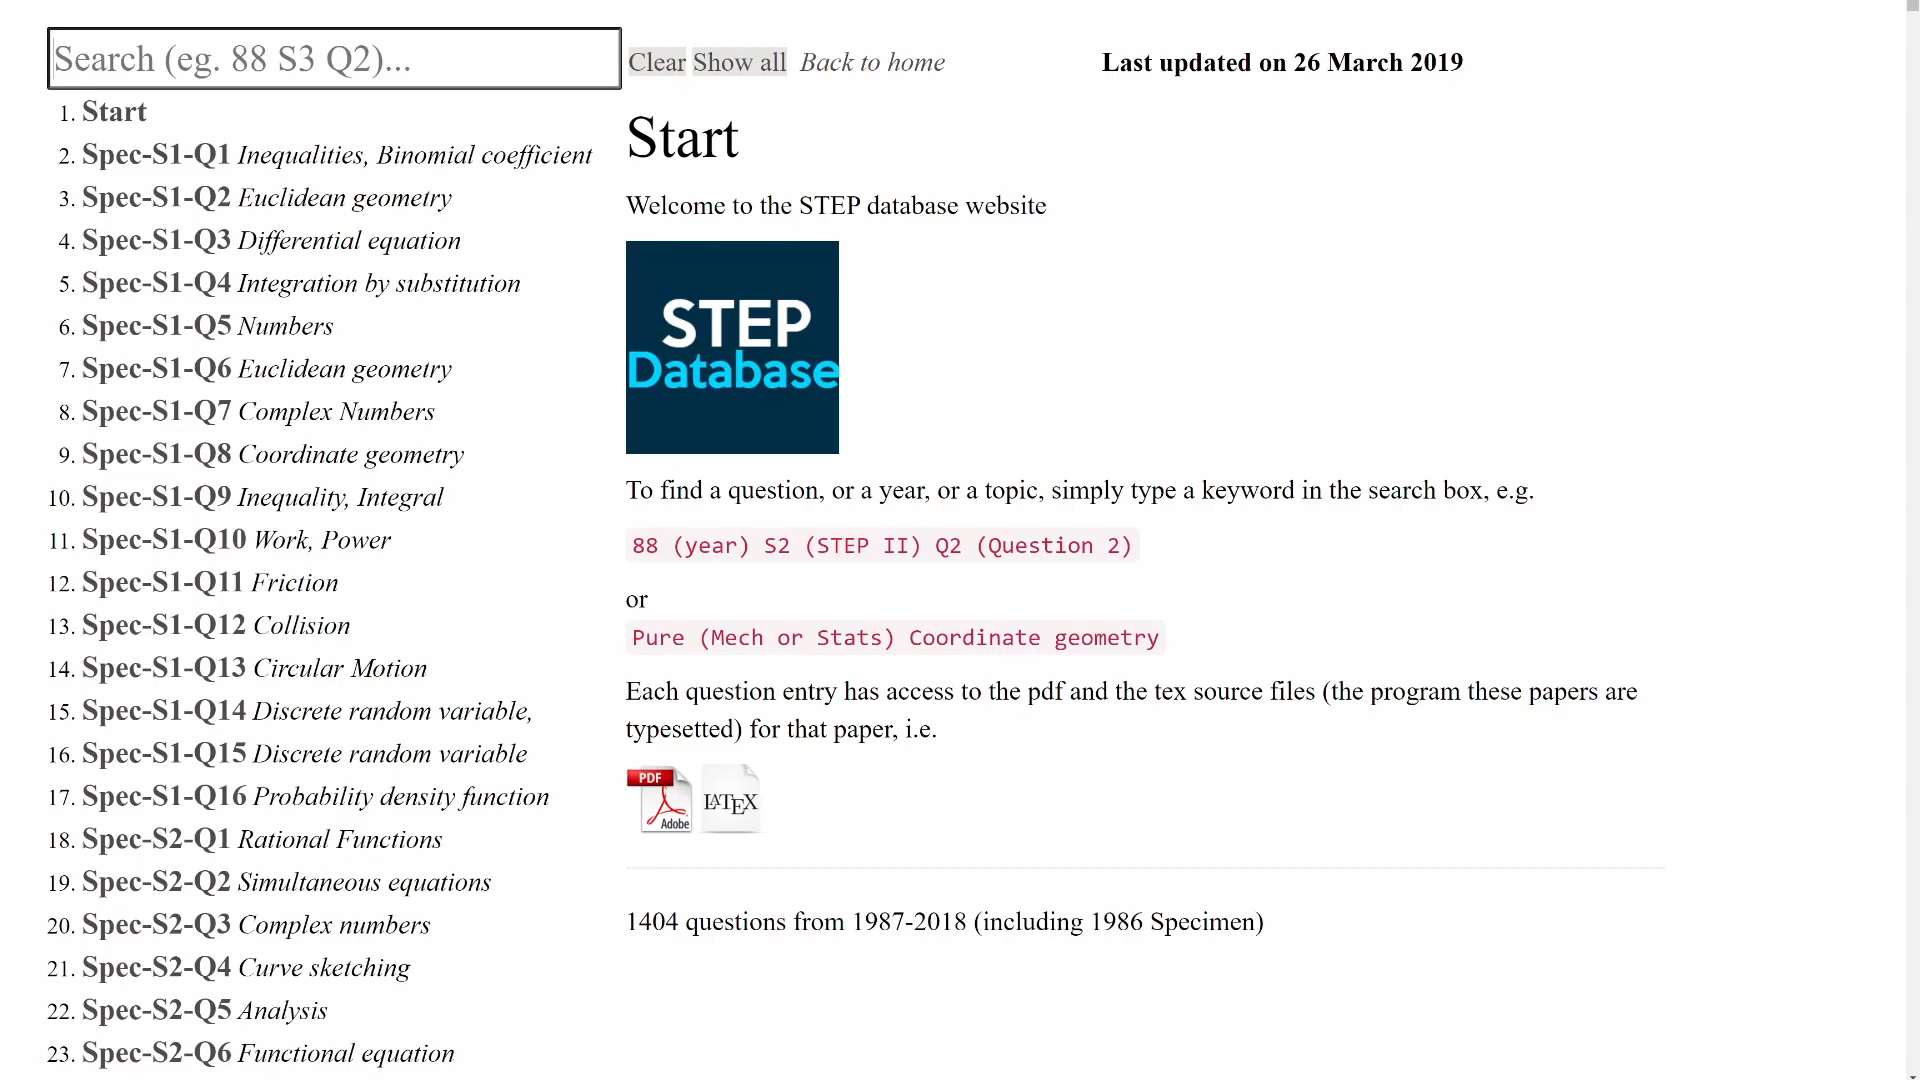 Search (eg. 88 S3 Q2)...
Clear Show all Back to home
Last updated on 26 March 2019
1. Start
2. Spec-S1-Q1 Inequalities, Binomial coefficient
3. Spec-S1-Q2 Euclidean geometry
4. Spec-S1-Q3 Differential equation
5. Spec-S1-Q4 Integration by substitution
6. Spec-S1-Q5 Numbers
7. Spec-S1-Q6 Euclidean geometry
8. Spec-S1-Q7 Complex Numbers
9. Spec-S1-Q8 Coordinate geometry
10. Spec-S1-Q9 Inequality, Integral
11. Spec-S1-Q10 Work, Power
12. Spec-S1-Q11 Friction
13. Spec-S1-Q12 Collision
14. Spec-S1-Q13 Circular Motion
15. Spec-S1-Q14 Discrete random variable,
16. Spec-S1-Q15 Discrete random variable
17. Spec-S1-Q16 Probability density function
18. Spec-S2-Q1 Rational Functions
19. Spec-S2-Q2 Simultaneous equations
20. Spec-S2-Q3 Complex numbers
21. Spec-S2-Q4 Curve sketching
22. Spec-S2-Q5 Analysis
23. Spec-S2-Q6 Functional equation
Start
Welcome to the STEP database website
STEP
Database
To find a question, or a year, or a topic, simply type a keyword in the search box, e.g.
88 (year) S2 (STEP II) Q2 (Question 2)
or
Pure (Mech or Stats) Coordinate geometry
Each question entry has access to the pdf and the tex source files (the program these papers are
typesetted) for that paper, i.e.
PDF
Adobe
LATEX
1404 questions from 1987-2018 (including 1986 Specimen)